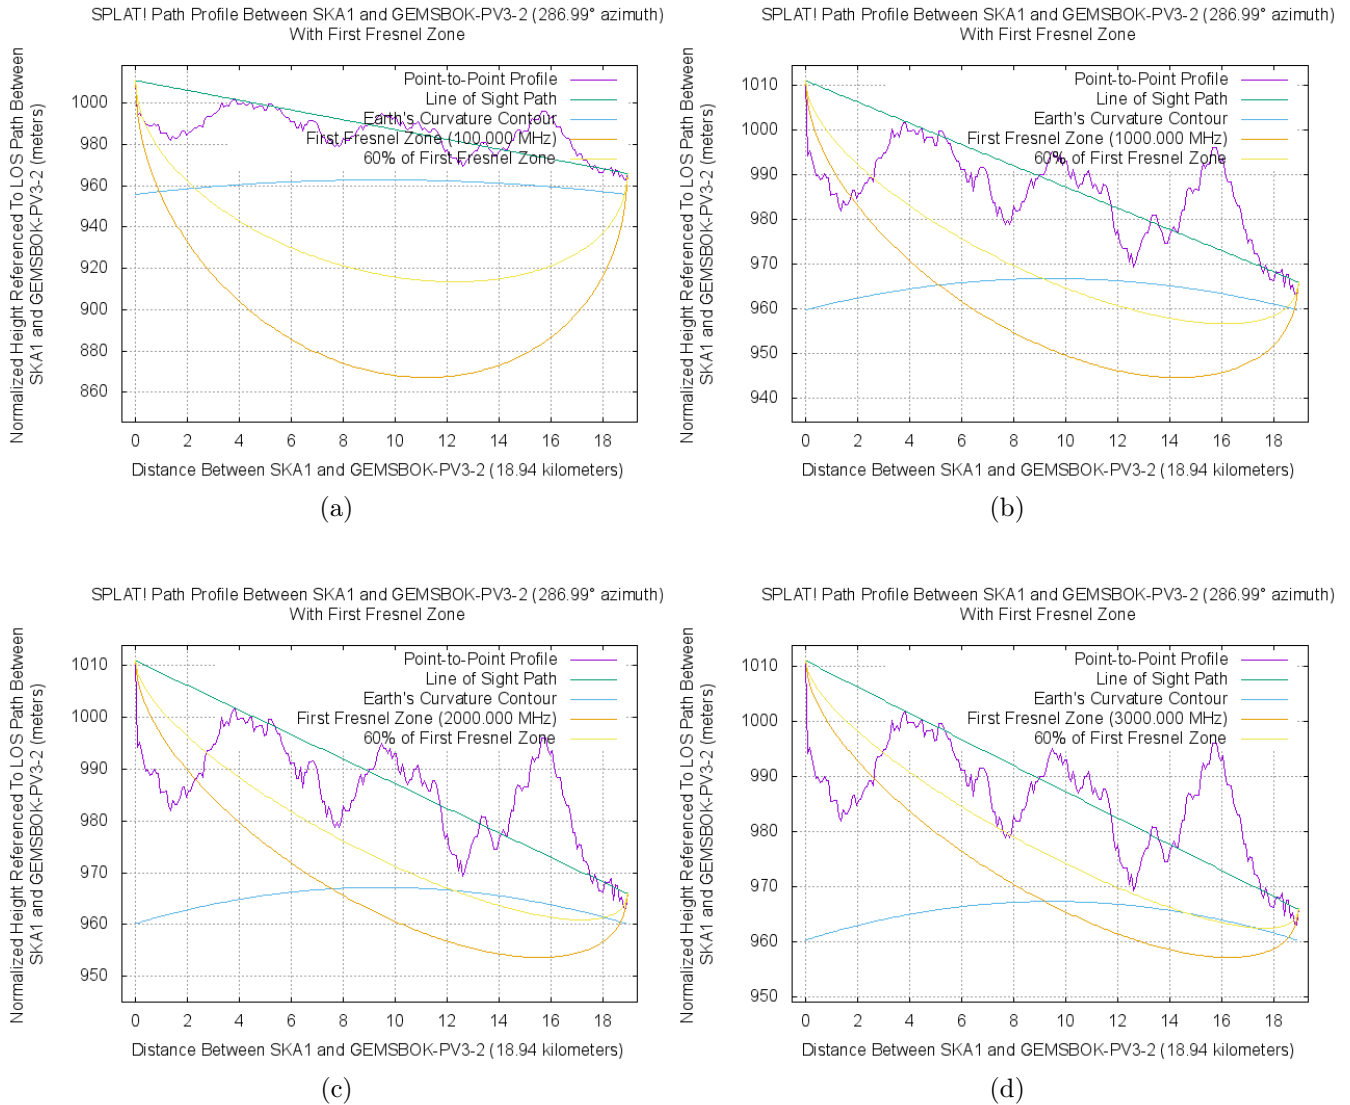 SPLAT! Path Profile Between SKA1 and GEMSBOK-PV3-2 (286.99° azimuth)
With First Fresnel Zone
Normalized Height Referenced To LOS Path Between
SKA1 and GEMSBOK-PV3-2 (meters)
1000
980
960
940
920
900
880
860
Point-to-Point Profile
Line of Sight Path
Earth's Curvature Contour
First Fresnel Zone (100.000 MHz)
60% of First Fresnel Zone
0 2 4 6 8 10 12 14 16 18
Distance Between SKA1 and GEMSBOK-PV3-2 (18.94 kilometers)
(a)
SPLAT! Path Profile Between SKA1 and GEMSBOK-PV3-2 (286.99° azimuth)
With First Fresnel Zone
Normalized Height Referenced To LOS Path Between
SKA1 and GEMSBOK-PV3-2 (meters)
1010
1000
990
980
970
960
950
940
Point-to-Point Profile
Line of Sight Path
Earth's Curvature Contour
First Fresnel Zone (1000.000 MHz)
60% of First Fresnel Zone
0 2 4 6 8 10 12 14 16 18
Distance Between SKA1 and GEMSBOK-PV3-2 (18.94 kilometers)
(b)
SPLAT! Path Profile Between SKA1 and GEMSBOK-PV3-2 (286.99° azimuth)
With First Fresnel Zone
Normalized Height Referenced To LOS Path Between
SKA1 and GEMSBOK-PV3-2 (meters)
1010
1000
990
980
970
960
950
Point-to-Point Profile
Line of Sight Path
Earth's Curvature Contour
First Fresnel Zone (2000.000 MHz)
60% of First Fresnel Zone
0 2 4 6 8 10 12 14 16 18
Distance Between SKA1 and GEMSBOK-PV3-2 (18.94 kilometers)
(c)
SPLAT! Path Profile Between SKA1 and GEMSBOK-PV3-2 (286.99° azimuth)
With First Fresnel Zone
Normalized Height Referenced To LOS Path Between
SKA1 and GEMSBOK-PV3-2 (meters)
1010
1000
990
980
970
960
950
Point-to-Point Profile
Line of Sight Path
Earth's Curvature Contour
First Fresnel Zone (3000.000 MHz)
60% of First Fresnel Zone
0 2 4 6 8 10 12 14 16 18
Distance Between SKA1 and GEMSBOK-PV3-2 (18.94 kilometers)
(d)